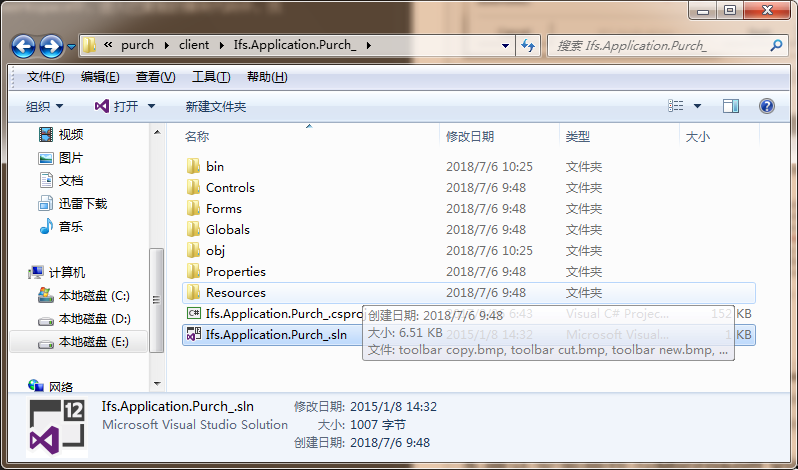 « purch client Ifs.Application.Purch_
搜索 Ifs.Application.Purch_
文件(F) 编辑(E) 查看(V) 工具(T) 帮助(H)
组织 打开 新建文件夹
名称 修改日期 类型 大小
视频
图片
文档
迅雷下载
音乐
计算机
本地磁盘 (C:)
本地磁盘 (D:)
本地磁盘 (E:)
网络
bin 2018/7/6 10:25 文件夹
Controls 2018/7/6 9:48 文件夹
Forms 2018/7/6 9:48 文件夹
Globals 2018/7/6 9:48 文件夹
obj 2018/7/6 10:25 文件夹
Properties 2018/7/6 9:48 文件夹
Resources 2018/7/6 9:48 文件夹
C# Ifs.Application.Purch_.cspro 6:43 Visual C# Projec... 152 KB
Ifs.Application.Purch_.sln 2015/1/8 14:32 Microsoft Visual... 1 KB
创建日期: 2018/7/6 9:48
大小: 6.51 KB
文件: toolbar copy.bmp, toolbar cut.bmp, toolbar new.bmp, ...
12
Ifs.Application.Purch_.sln 修改日期: 2015/1/8 14:32
Microsoft Visual Studio Solution 大小: 1007 字节
创建日期: 2018/7/6 9:48